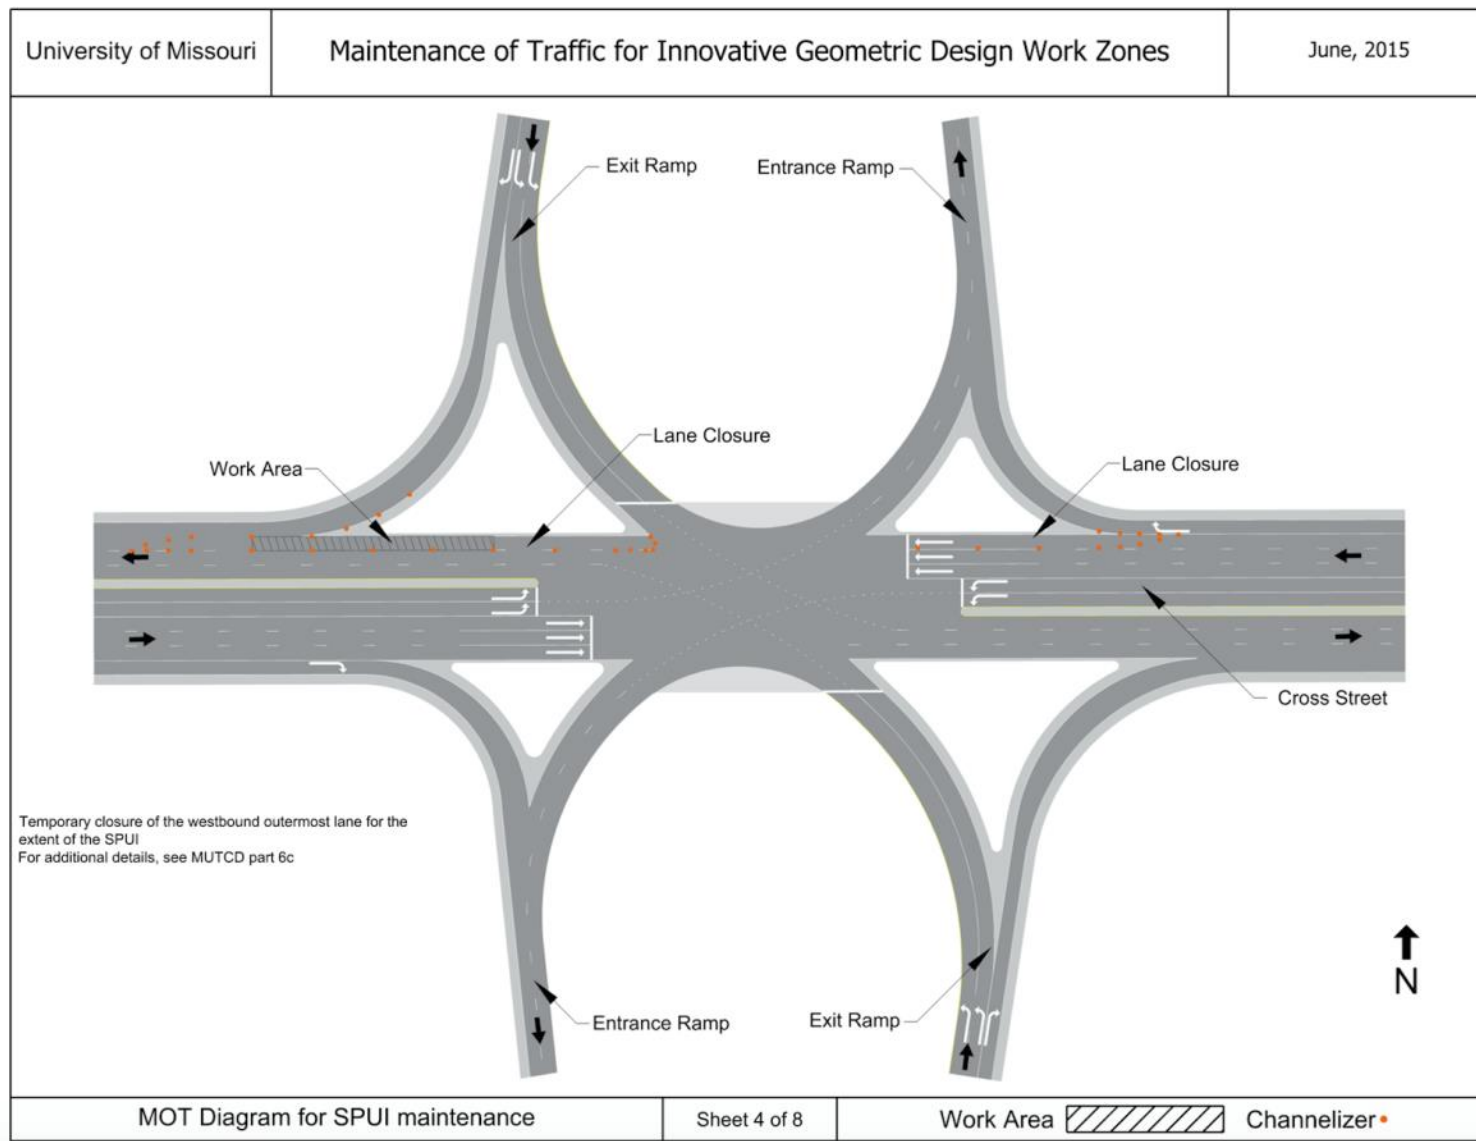 University of Missouri
Maintenance of Traffic for Innovative Geometric Design Work Zones
June, 2015
Exit Ramp
Entrance Ramp
Lane Closure
Work Area
Lane Closure
Cross Street
Temporary closure of the westbound outermost lane for the
extent of the SPUI
For additional details, see MUTCD part 6c
N
Entrance Ramp
Exit Ramp
MOT Diagram for SPUI maintenance
Sheet 4 of 8
Work Area
Channelizer